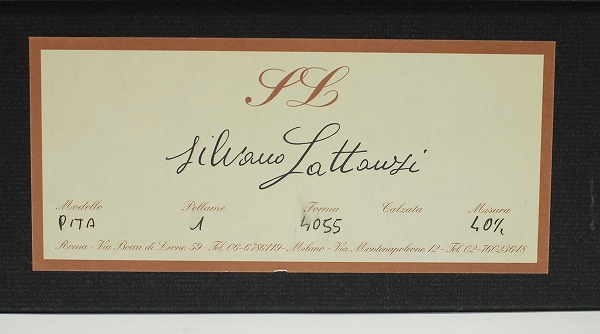 SL
Silvano Lattanzi
Modello Pellame Forma Calzata Misura
PITA 1 4055 40½
Roma - Via Bocca di Leone, 59 - Tel. 06-6786119 - Milano - Via Montenapoleone, 12 - Tel. 02-76023648